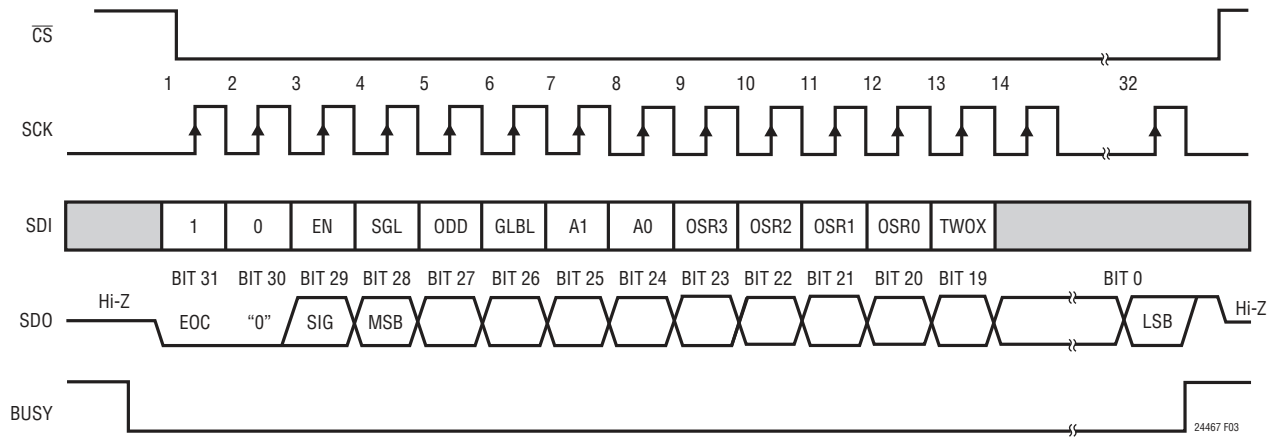 CS
1 2 3 4 5 6 7 8 9 10 11 12 13 14 32
SCK
SDI 1 0 EN SGL ODD GLBL A1 A0 OSR3 OSR2 OSR1 OSR0 TWOX
BIT 31 BIT 30 BIT 29 BIT 28 BIT 27 BIT 26 BIT 25 BIT 24 BIT 23 BIT 22 BIT 21 BIT 20 BIT 19 BIT 0
Hi-Z Hi-Z
SDO EOC “0” SIG MSB LSB
BUSY
24467 F03